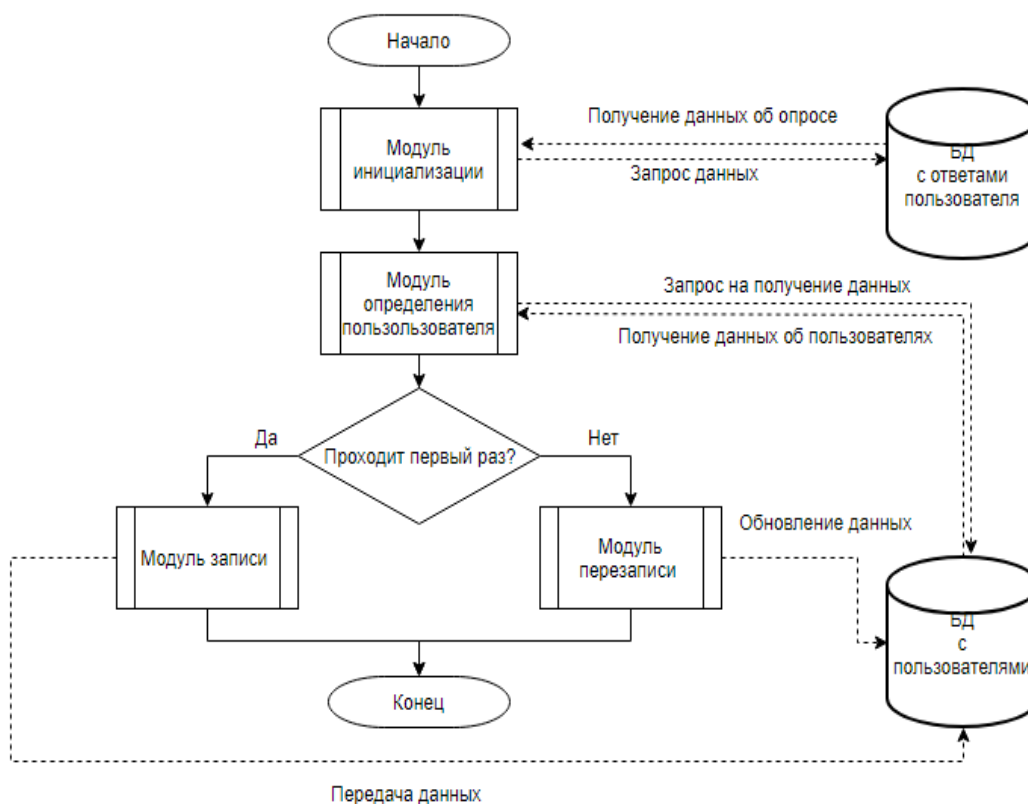 Начало
Модуль
инициализации
Получение данных об опросе
Запрос данных
БД
с ответами
пользователя
Модуль
определения
пользользователя
Запрос на получение данных
Получение данных об пользователях
Да
Проходит первый раз?
Нет
Модуль записи
Модуль
перезаписи
Обновление данных
БД
с
пользователями
Конец
Передача данных